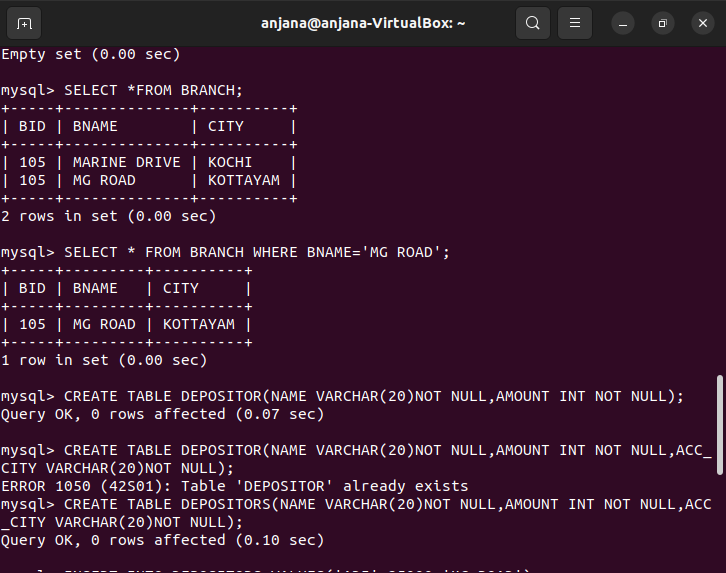 anjana@anjana-VirtualBox: ~
Empty set (0.00 sec)
mysql> SELECT *FROM BRANCH;
+-----+--------------+----------+
| BID | BNAME        | CITY     |
+-----+--------------+----------+
| 105 | MARINE DRIVE | KOCHI    |
| 105 | MG ROAD      | KOTTAYAM |
+-----+--------------+----------+
2 rows in set (0.00 sec)
mysql> SELECT * FROM BRANCH WHERE BNAME='MG ROAD';
+-----+---------+----------+
| BID | BNAME   | CITY     |
+-----+---------+----------+
| 105 | MG ROAD | KOTTAYAM |
+-----+---------+----------+
1 row in set (0.00 sec)
mysql> CREATE TABLE DEPOSITOR(NAME VARCHAR(20)NOT NULL,AMOUNT INT NOT NULL);
Query OK, 0 rows affected (0.07 sec)
mysql> CREATE TABLE DEPOSITOR(NAME VARCHAR(20)NOT NULL,AMOUNT INT NOT NULL,ACC_
CITY VARCHAR(20)NOT NULL);
ERROR 1050 (42S01): Table 'DEPOSITOR' already exists
mysql> CREATE TABLE DEPOSITORS(NAME VARCHAR(20)NOT NULL,AMOUNT INT NOT NULL,ACC
_CITY VARCHAR(20)NOT NULL);
Query OK, 0 rows affected (0.10 sec)